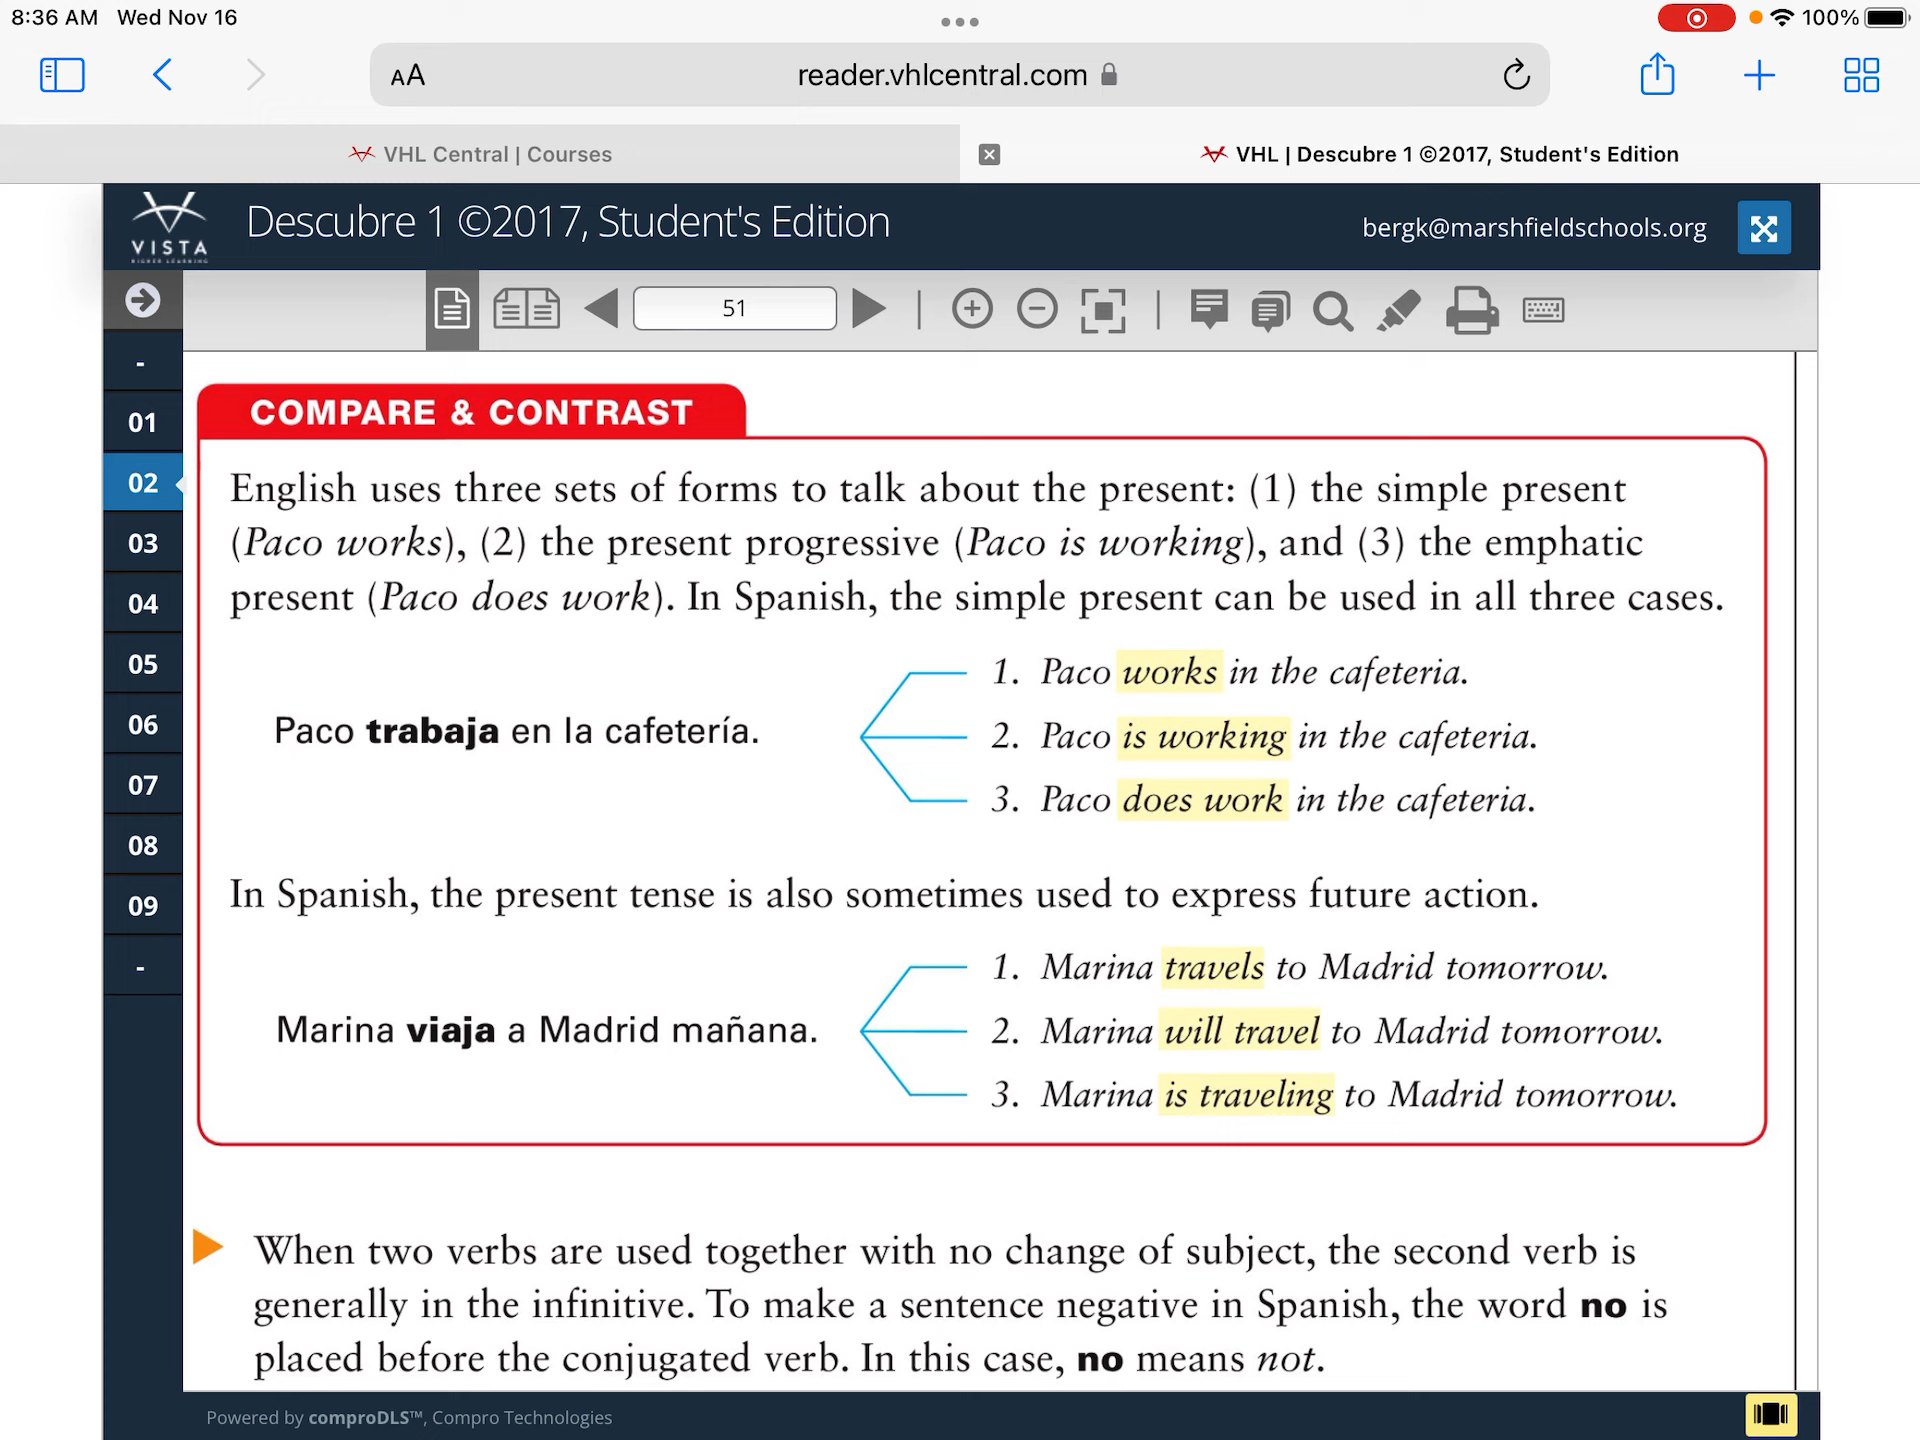 8:36 AM Wed Nov 16
100%
AA
reader.vhlcentral.com
VHL Central | Courses
VHL | Descubre 1 ©2017, Student's Edition
VISTA
HIGHER LEARNING
Descubre 1 ©2017, Student's Edition
bergk@marshfieldschools.org
51
-
01
02
03
04
05
06
07
08
09
-
COMPARE & CONTRAST
English uses three sets of forms to talk about the present: (1) the simple present
(Paco works), (2) the present progressive (Paco is working), and (3) the emphatic
present (Paco does work). In Spanish, the simple present can be used in all three cases.
Paco trabaja en la cafetería.
1. Paco works in the cafeteria.
2. Paco is working in the cafeteria.
3. Paco does work in the cafeteria.
In Spanish, the present tense is also sometimes used to express future action.
Marina viaja a Madrid mañana.
1. Marina travels to Madrid tomorrow.
2. Marina will travel to Madrid tomorrow.
3. Marina is traveling to Madrid tomorrow.
When two verbs are used together with no change of subject, the second verb is
generally in the infinitive. To make a sentence negative in Spanish, the word no is
placed before the conjugated verb. In this case, no means not.
Powered by comproDLS™, Compro Technologies